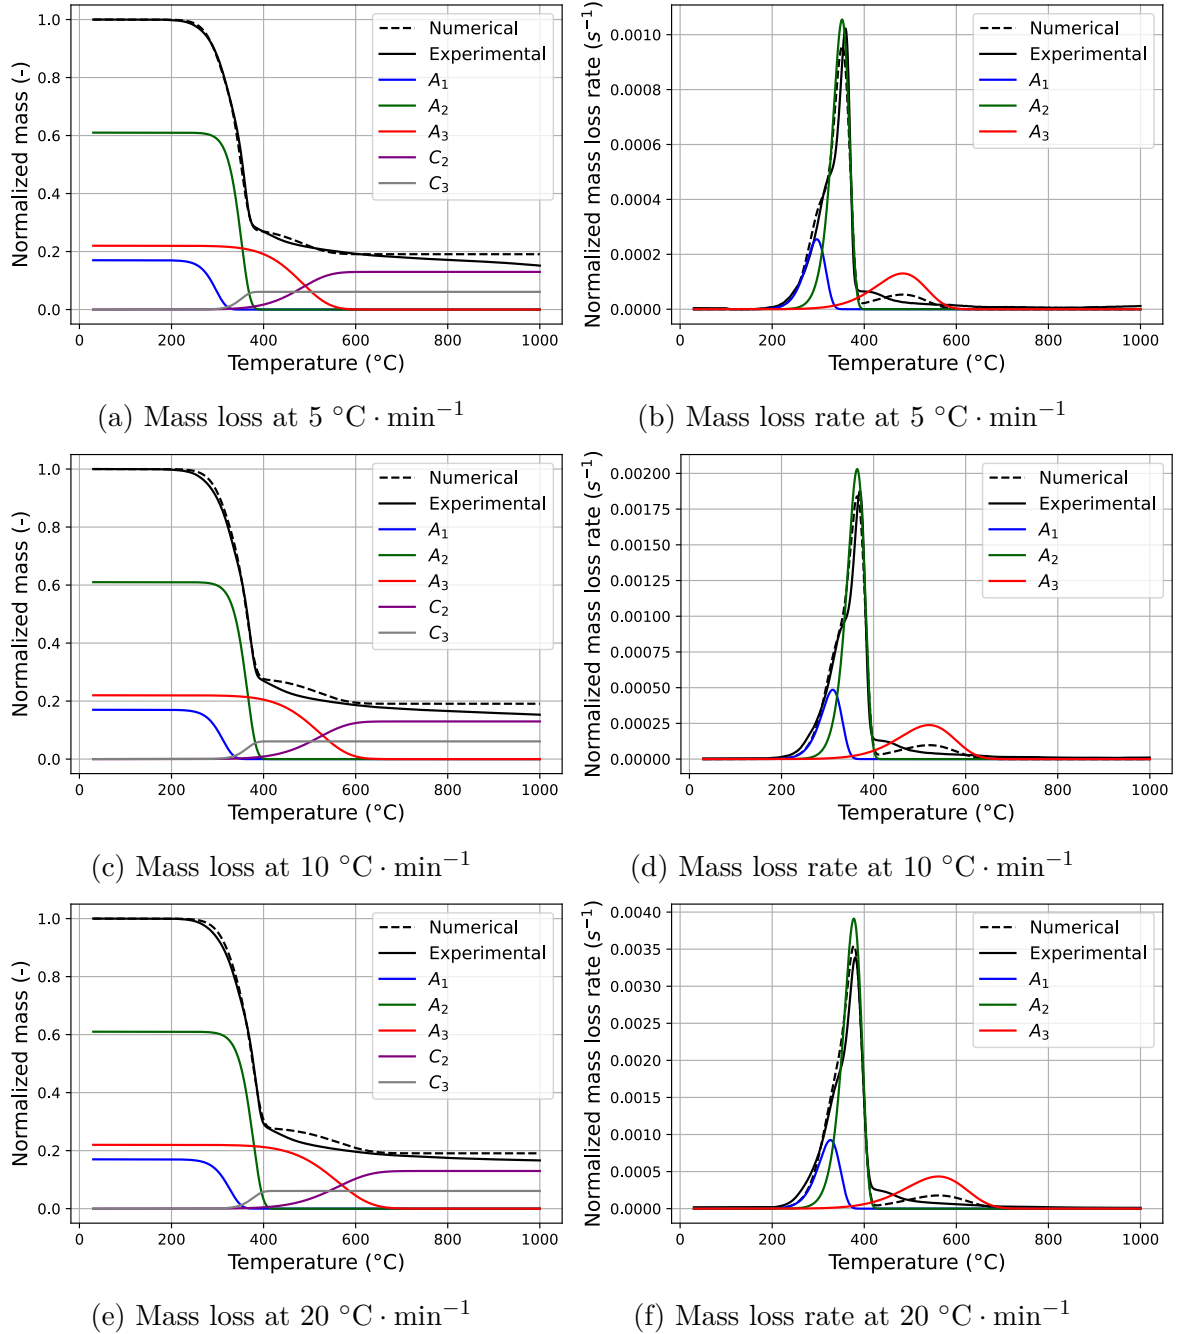 Normalized mass (-)
1.0
0.8
0.6
0.4
0.2
0.0
0
200
400
600
800
1000
Temperature (°C)
Numerical
Experimental
A₁
A₂
A₃
C₂
C₃
(a) Mass loss at 5 °C · min⁻¹
Normalized mass loss rate (s⁻¹)
0.0010
0.0008
0.0006
0.0004
0.0002
0.0000
0
200
400
600
800
1000
Temperature (°C)
Numerical
Experimental
A₁
A₂
A₃
(b) Mass loss rate at 5 °C · min⁻¹
Normalized mass (-)
1.0
0.8
0.6
0.4
0.2
0.0
0
200
400
600
800
1000
Temperature (°C)
Numerical
Experimental
A₁
A₂
A₃
C₂
C₃
(c) Mass loss at 10 °C · min⁻¹
Normalized mass loss rate (s⁻¹)
0.00200
0.00175
0.00150
0.00125
0.00100
0.00075
0.00050
0.00025
0.00000
0
200
400
600
800
1000
Temperature (°C)
Numerical
Experimental
A₁
A₂
A₃
(d) Mass loss rate at 10 °C · min⁻¹
Normalized mass (-)
1.0
0.8
0.6
0.4
0.2
0.0
0
200
400
600
800
1000
Temperature (°C)
Numerical
Experimental
A₁
A₂
A₃
C₂
C₃
(e) Mass loss at 20 °C · min⁻¹
Normalized mass loss rate (s⁻¹)
0.0040
0.0035
0.0030
0.0025
0.0020
0.0015
0.0010
0.0005
0.0000
0
200
400
600
800
1000
Temperature (°C)
Numerical
Experimental
A₁
A₂
A₃
(f) Mass loss rate at 20 °C · min⁻¹